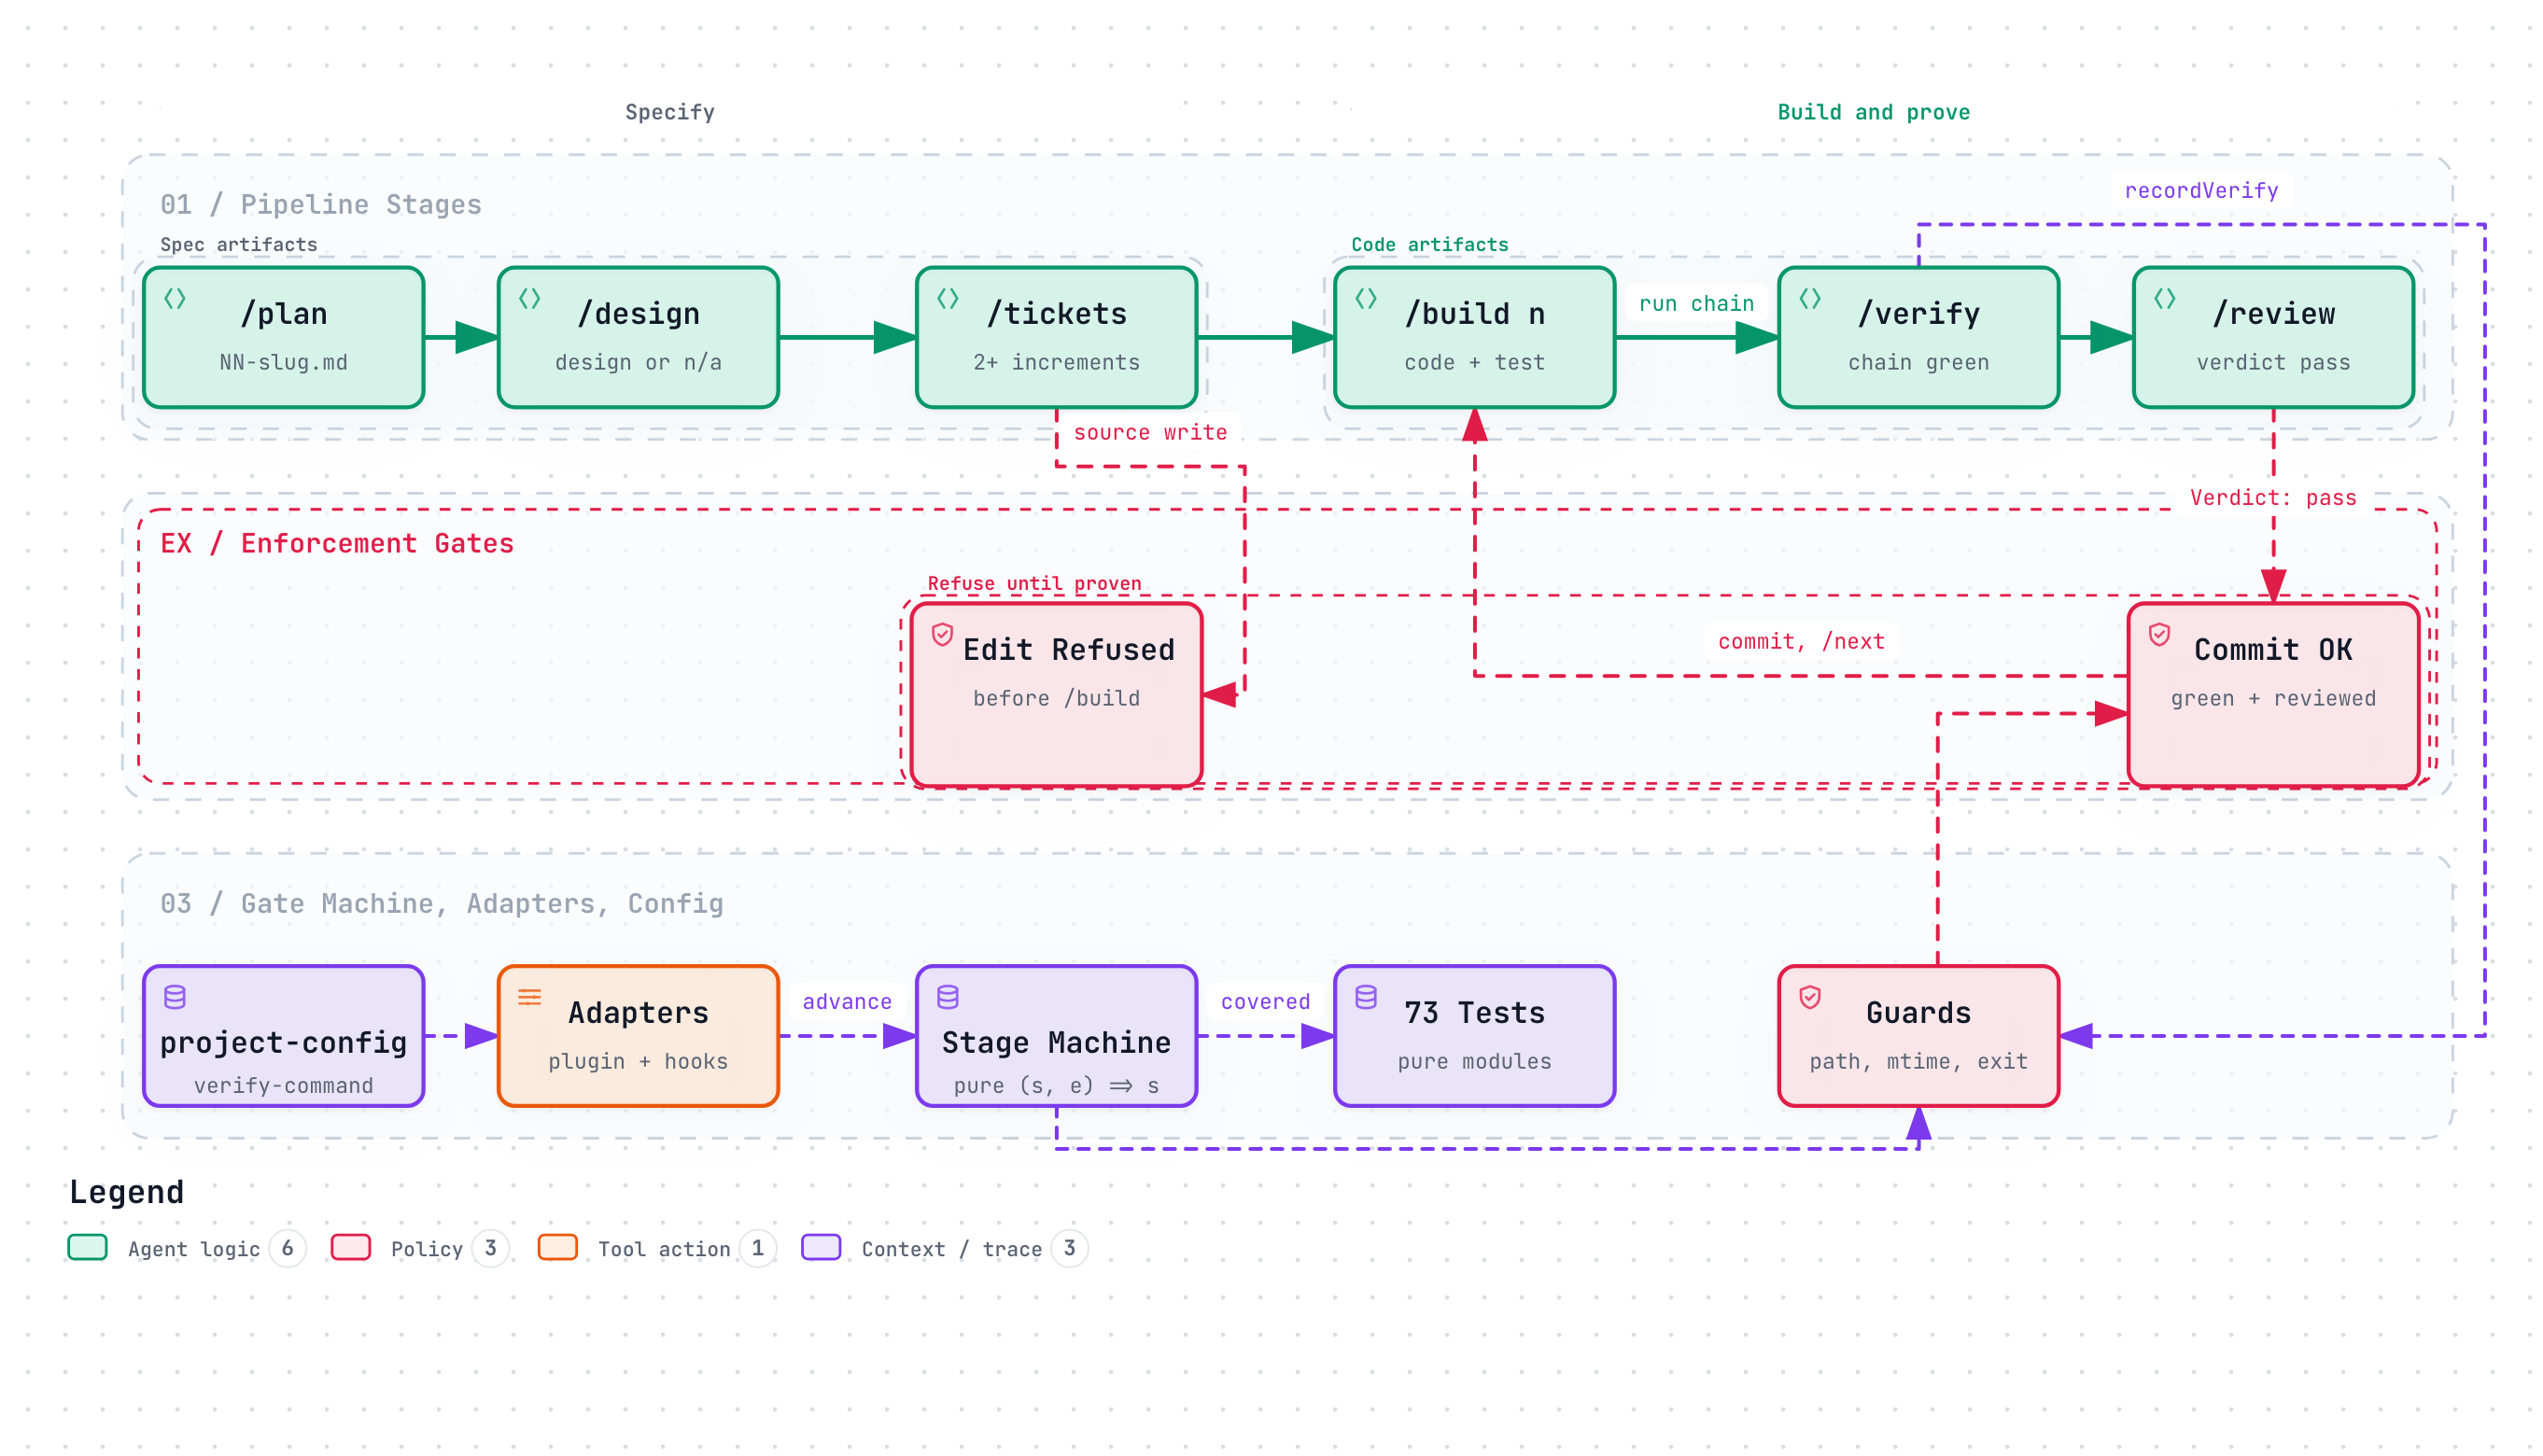 Specify
Build and prove
01 / Pipeline Stages
recordVerify
Spec artifacts
Code artifacts
/plan
NN-slug.md
/design
design or n/a
/tickets
2+ increments
/build n
code + test
run chain
/verify
chain green
/review
verdict pass
source write
Verdict: pass
EX / Enforcement Gates
Refuse until proven
Edit Refused
before /build
commit, /next
Commit OK
green + reviewed
03 / Gate Machine, Adapters, Config
project-config
verify-command
Adapters
plugin + hooks
advance
Stage Machine
pure (s, e) => s
covered
73 Tests
pure modules
Guards
path, mtime, exit
Legend
Agent logic 6
Policy 3
Tool action 1
Context / trace 3